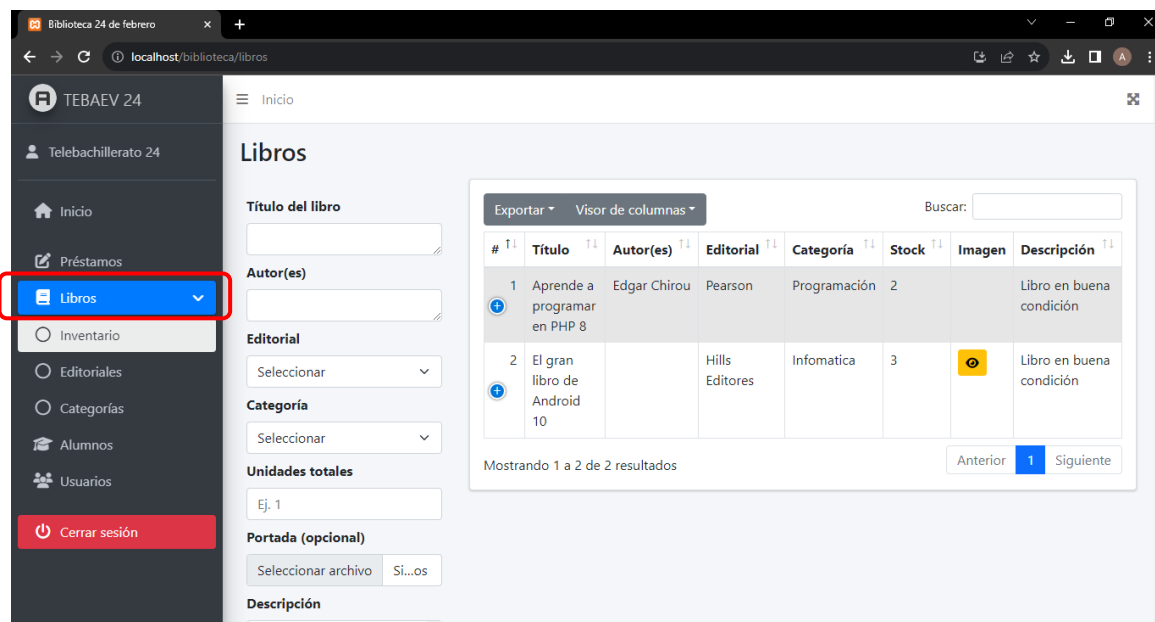 Biblioteca 24 de febrero
localhost/biblioteca/libros
A
TEBAEV 24
Inicio
Telebachillerato 24
Inicio
Préstamos
Libros
Inventario
Editoriales
Categorías
Alumnos
Usuarios
Cerrar sesión
Libros
Título del libro
Autor(es)
Editorial
Seleccionar
Categoría
Seleccionar
Unidades totales
Ej. 1
Portada (opcional)
Seleccionar archivo Si...os
Descripción
Exportar Visor de columnas Buscar:
# Título Autor(es) Editorial Categoría Stock Imagen Descripción
1 Aprende a Edgar Chirou Pearson Programación 2 Libro en buena
programar condición
en PHP 8
2 El gran Hills Infomatica 3 Libro en buena
libro de Editores condición
Android
10
Mostrando 1 a 2 de 2 resultados Anterior 1 Siguiente